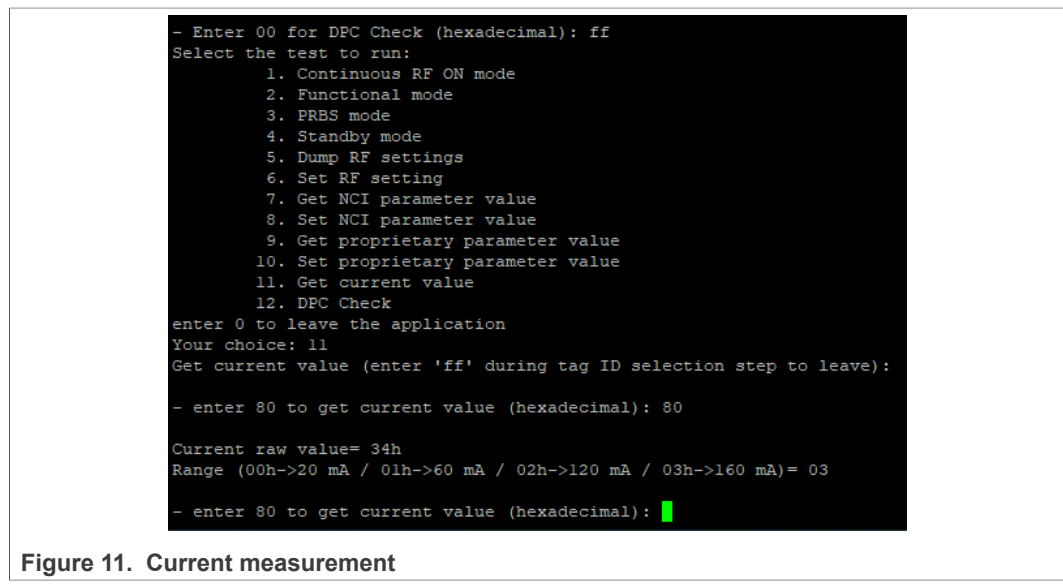 - Enter 00 for DPC Check (hexadecimal): ff
Select the test to run:
1. Continuous RF ON mode
2. Functional mode
3. PRBS mode
4. Standby mode
5. Dump RF settings
6. Set RF setting
7. Get NCI parameter value
8. Set NCI parameter value
9. Get proprietary parameter value
10. Set proprietary parameter value
11. Get current value
12. DPC Check
enter 0 to leave the application
Your choice: 11
Get current value (enter 'ff' during tag ID selection step to leave):
- enter 80 to get current value (hexadecimal): 80
Current raw value= 34h
Range (00h->20 mA / 01h->60 mA / 02h->120 mA / 03h->160 mA)= 03
- enter 80 to get current value (hexadecimal):
Figure 11. Current measurement